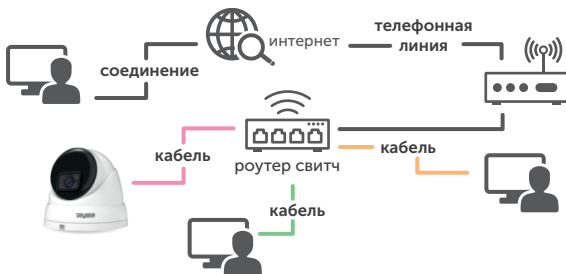 интернет
телефонная
линия
соединение
кабель
роутер свитч
кабель
кабель